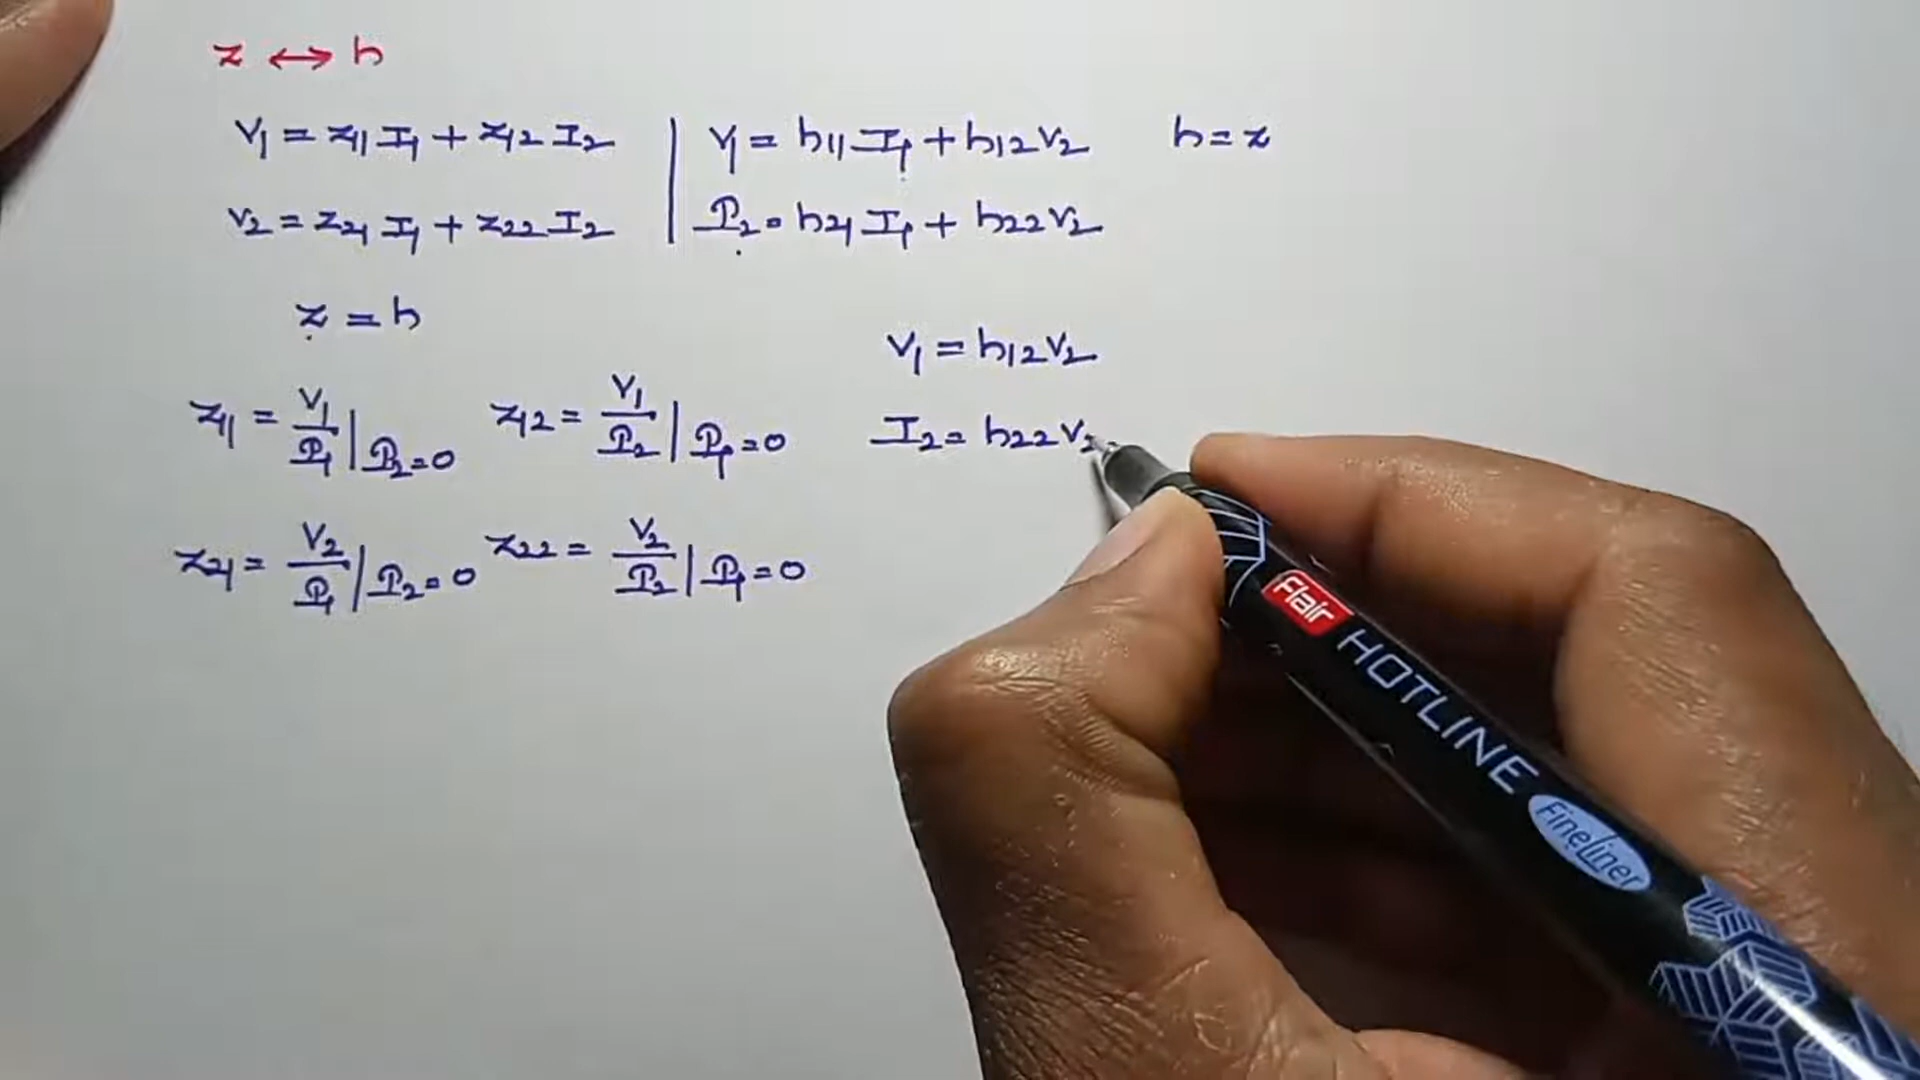 z ↔ h
V1 = z11 I1 + z12 I2 | V1 = h11 I1 + h12 V2
h = z
V2 = z21 I1 + z22 I2 | I2 = h21 I1 + h22 V2
z = h
V1 = h12 V2
z11 = V1/I1 | I2 = 0
z12 = V1/I2 | I1 = 0
I2 = h22 V2
z21 = V2/I1 | I2 = 0
z22 = V2/I2 | I1 = 0
Flair
HOTLINE
FineLiner